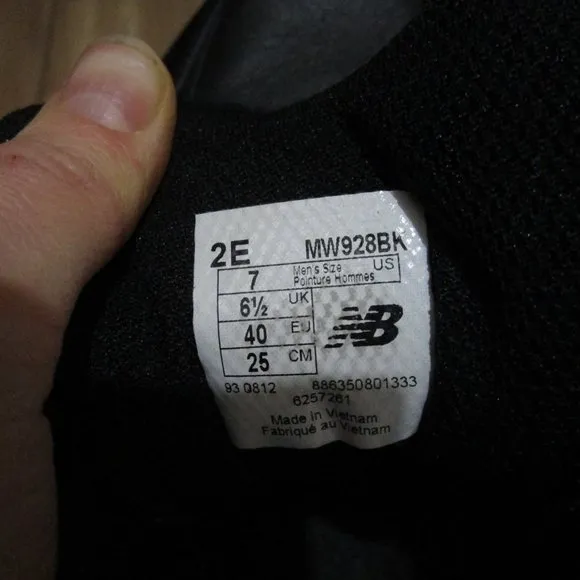 2E MW928BK
7 Men's Size US
Pointure Hommes
6½ UK
40 EU
25 CM
NB
93 0812 886350801333
6257261
Made in Vietnam
Fabriqué au Vietnam